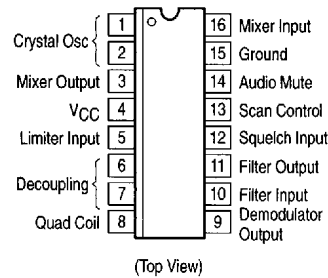 Crystal Osc
1
16 Mixer Input
2
15 Ground
Mixer Output 3
14 Audio Mute
VCC 4
13 Scan Control
Limiter Input 5
12 Squelch Input
Decoupling
6
11 Filter Output
7
10 Filter Input
Quad Coil 8
9 Demodulator
Output
(Top View)